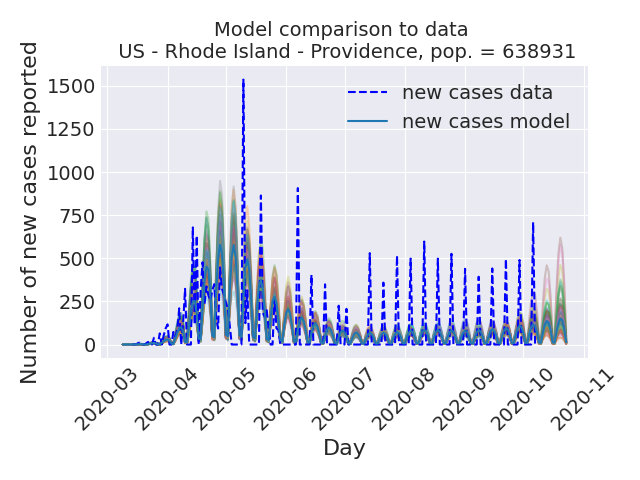 Model comparison to data
US - Rhode Island - Providence, pop. = 638931
Number of new cases reported
1500
1250
1000
750
500
250
0
new cases data
new cases model
2020-03
2020-04
2020-05
2020-06
2020-07
2020-08
2020-09
2020-10
2020-11
Day